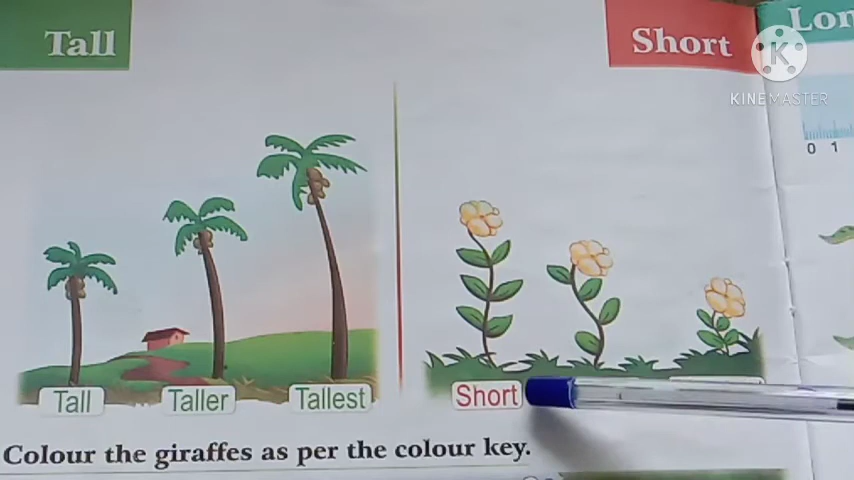 Tall
Short
Lon
K
KINEMASTER
0 1
Tall
Taller
Tallest
Short
Colour the giraffes as per the colour key.